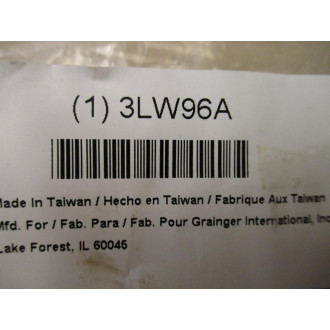 (1) 3LW96A
Made In Taiwan / Hecho en Taiwan / Fabrique Aux Taiwan
Mfd. For / Fab. Para / Fab. Pour Grainger International, Inc
Lake Forest, IL 60045